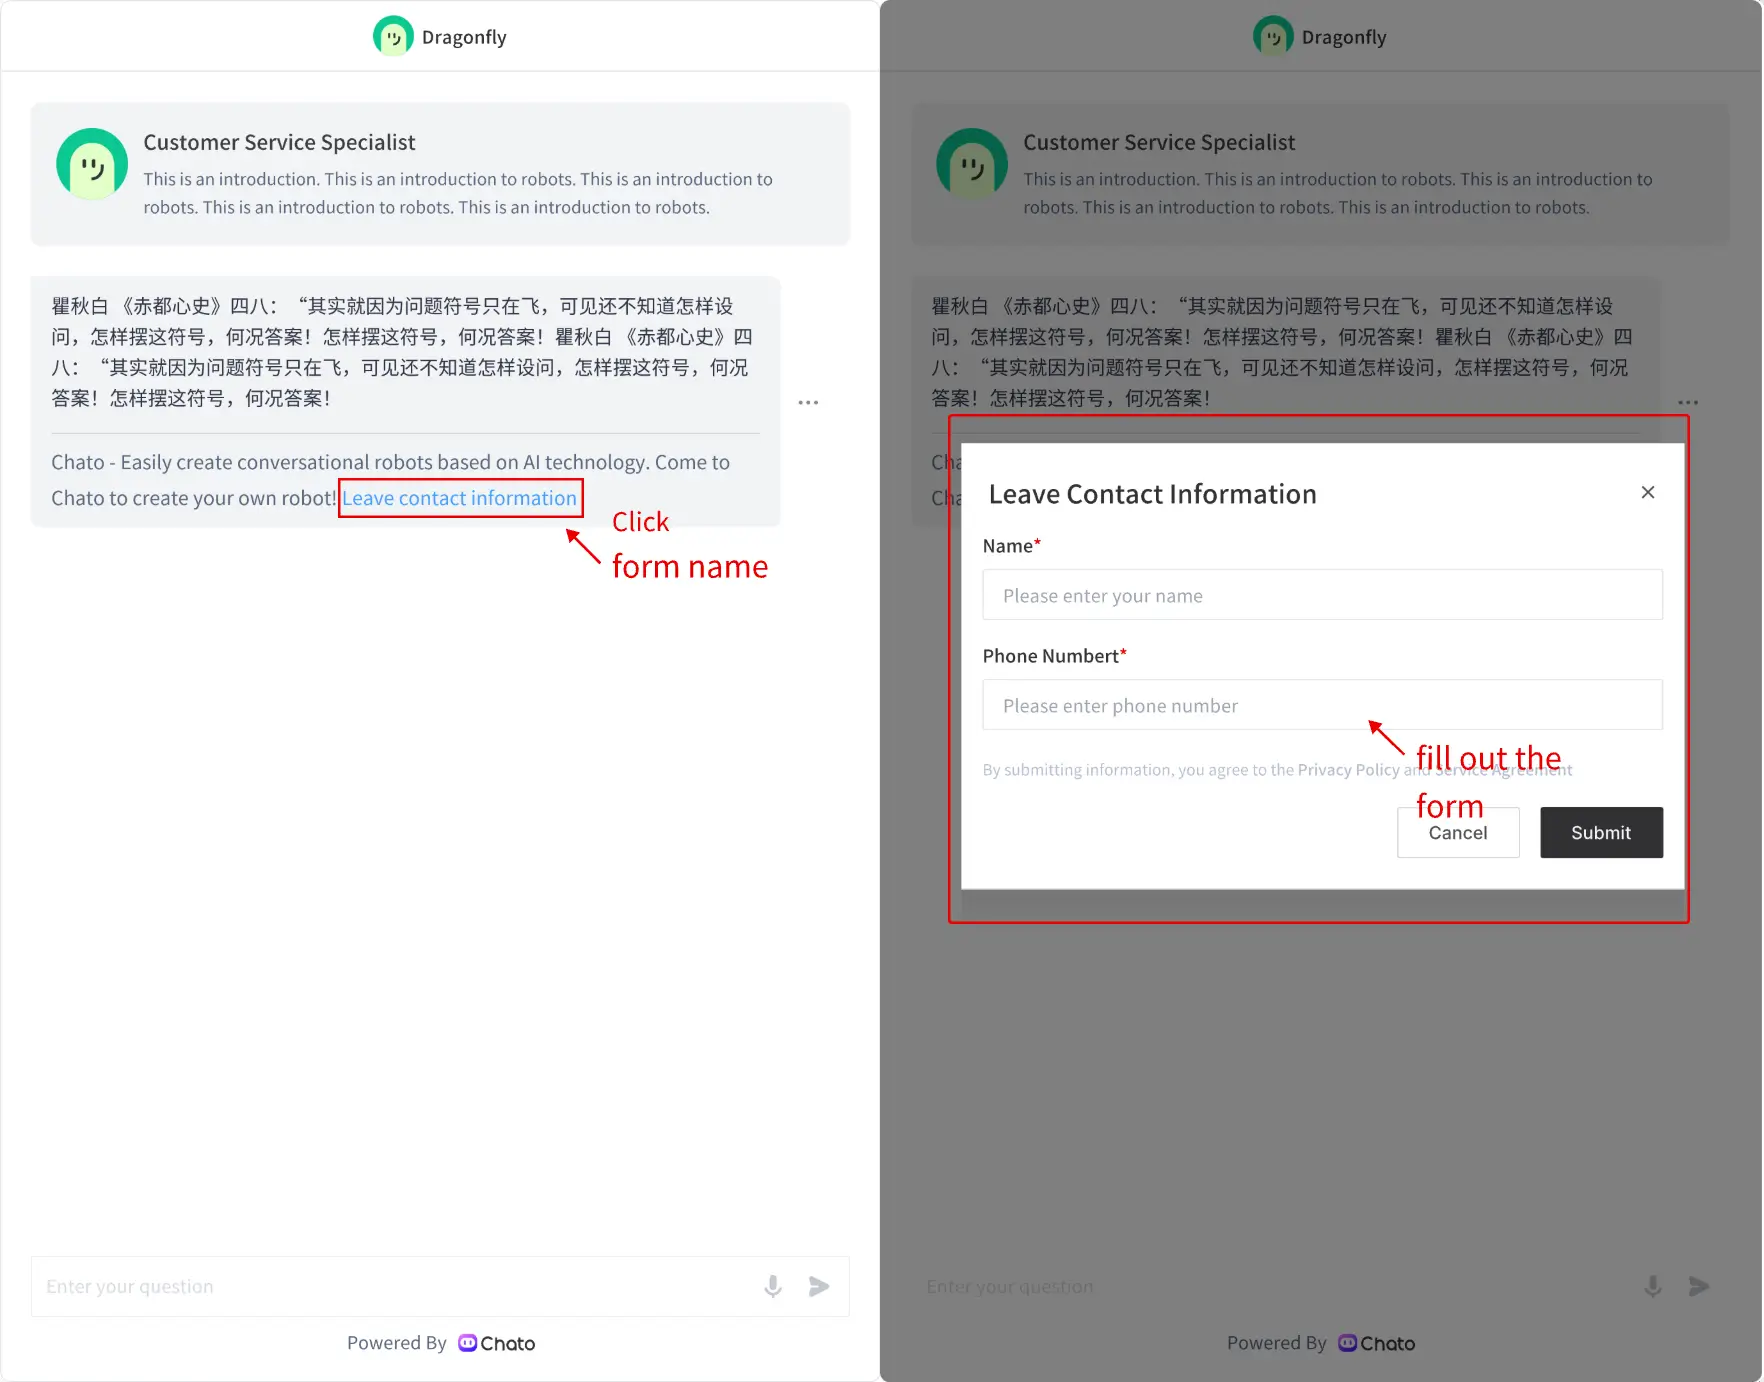 Dragonfly
Customer Service Specialist
This is an introduction. This is an introduction to robots. This is an introduction to
robots. This is an introduction to robots. This is an introduction to robots.
瞿秋白 《赤都心史》四八：“其实就因为问题符号只在飞，可见还不知道怎样设
问，怎样摆这符号，何况答案！怎样摆这符号，何况答案！瞿秋白 《赤都心史》四
八：“其实就因为问题符号只在飞，可见还不知道怎样设问，怎样摆这符号，何况
答案！怎样摆这符号，何况答案！
Chato - Easily create conversational robots based on AI technology. Come to
Chato to create your own robot! Leave contact information
Click
form name
Enter your question
Powered By Chato
Dragonfly
Customer Service Specialist
This is an introduction. This is an introduction to robots. This is an introduction to
robots. This is an introduction to robots. This is an introduction to robots.
瞿秋白 《赤都心史》四八：“其实就因为问题符号只在飞，可见还不知道怎样设
问，怎样摆这符号，何况答案！怎样摆这符号，何况答案！瞿秋白 《赤都心史》四
八：“其实就因为问题符号只在飞，可见还不知道怎样设问，怎样摆这符号，何况
答案！怎样摆这符号，何况答案！
Cha
Cha
Leave Contact Information
Name*
Please enter your name
Phone Numbert*
Please enter phone number
By submitting information, you agree to the Privacy Policy and Service Agreement
fill out the
form
Cancel
Submit
Enter your question
Powered By Chato